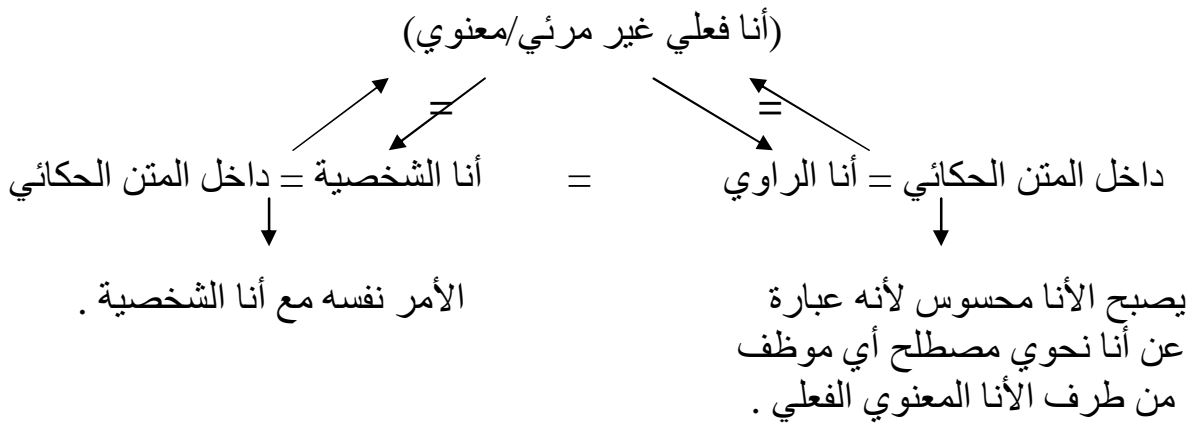 (أنا فعلي غير مرئي/معنوي)
= =
داخل المتن الحكائي = أنا الراوي = أنا الشخصية = داخل المتن الحكائي
يصبح الأنا محسوس لأنه عبارة
عن أنا نحوي مصطلح أي موظف
من طرف الأنا المعنوي الفعلي .
الأمر نفسه مع أنا الشخصية .